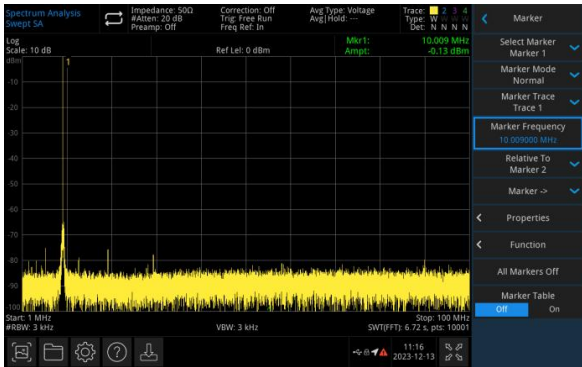 Spectrum Analysis
Swept SA
Impedance: 50Ω
#Atten: 20 dB
Preamp: Off
Correction: Off
Trig: Free Run
Freq Ref: In
Avg Type: Voltage
Avg|Hold: ---
Trace: 1 2 3 4
Type: W W W W
Det: N N N N
Log
Scale: 10 dB
Ref Lel: 0 dBm
Mkr1: 10.009 MHz
Ampt: -0.13 dBm
dBm
1
-10
-20
-30
-40
-50
-60
-70
-80
-90
-100
Start: 1 MHz
#RBW: 3 kHz
VBW: 3 kHz
Stop: 100 MHz
SWT(FFT): 6.72 s, pts: 10001
11:16
2023-12-13
Marker
Select Marker
Marker 1
Marker Mode
Normal
Marker Trace
Trace 1
Marker Frequency
10.009000 MHz
Relative To
Marker 2
Marker ->
Properties
Function
All Markers Off
Marker Table
Off On